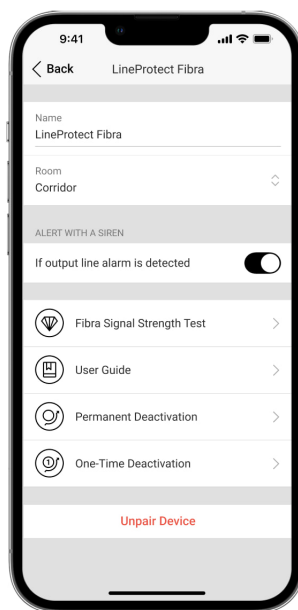 9:41
Back
LineProtect Fibra
Name
LineProtect Fibra
Room
Corridor
ALERT WITH A SIREN
If output line alarm is detected
Fibra Signal Strength Test
User Guide
Permanent Deactivation
1
One-Time Deactivation
Unpair Device